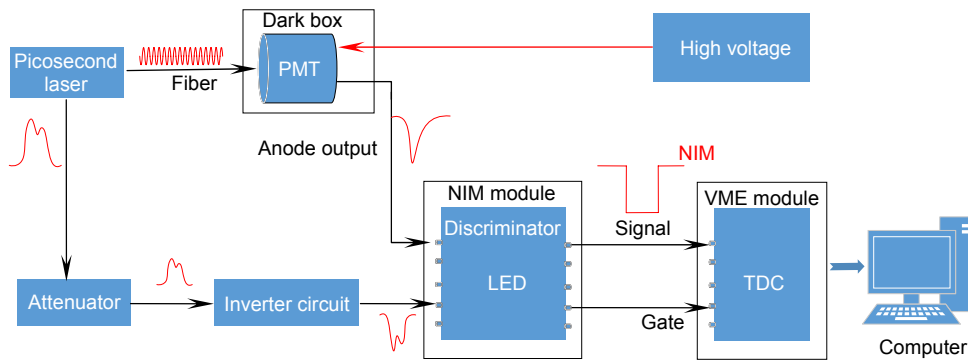 Dark box
Picosecond
laser
Fiber
PMT
High voltage
Anode output
NIM
NIM module
VME module
Discriminator
LED
Signal
TDC
Attenuator
Inverter circuit
Gate
Computer